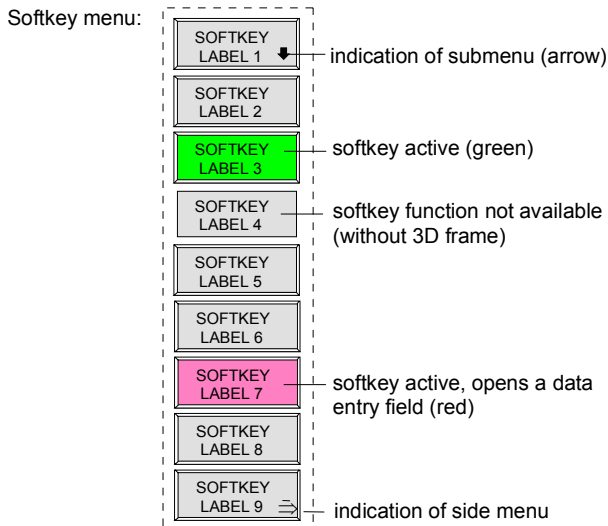 Softkey menu:
SOFTKEY
LABEL 1
indication of submenu (arrow)
SOFTKEY
LABEL 2
SOFTKEY
LABEL 3
softkey active (green)
SOFTKEY
LABEL 4
softkey function not available
(without 3D frame)
SOFTKEY
LABEL 5
SOFTKEY
LABEL 6
SOFTKEY
LABEL 7
softkey active, opens a data
entry field (red)
SOFTKEY
LABEL 8
SOFTKEY
LABEL 9
indication of side menu